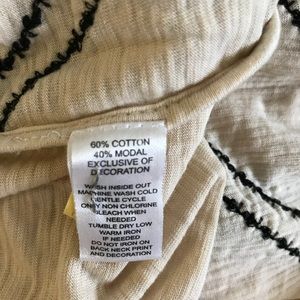 60% COTTON
40% MODAL
EXCLUSIVE OF
DECORATION
WASH INSIDE OUT
MACHINE WASH COLD
GENTLE CYCLE
ONLY NON CHLORINE
BLEACH WHEN
NEEDED
TUMBLE DRY LOW
WARM IRON
IF NEEDED
DO NOT IRON ON
BACK NECK PRINT
AND DECORATION